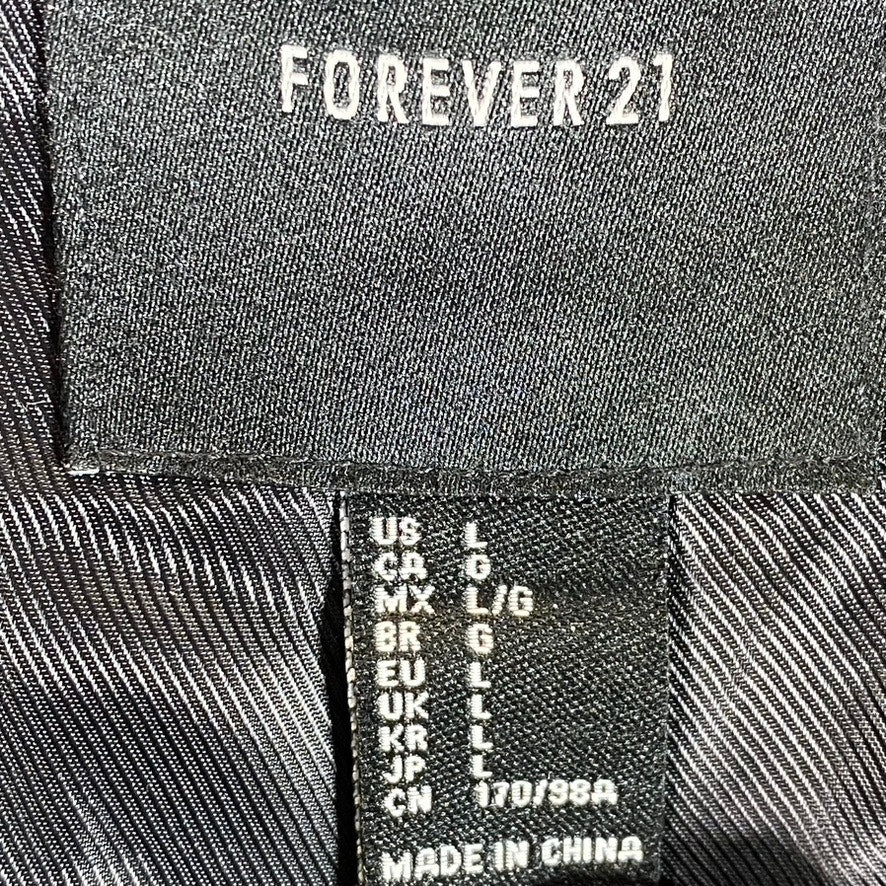 FOREVER 21
US L
CA G
MX L/G
BR G
EU L
UK L
KR L
JP L
CN 170/98A
MADE IN CHINA